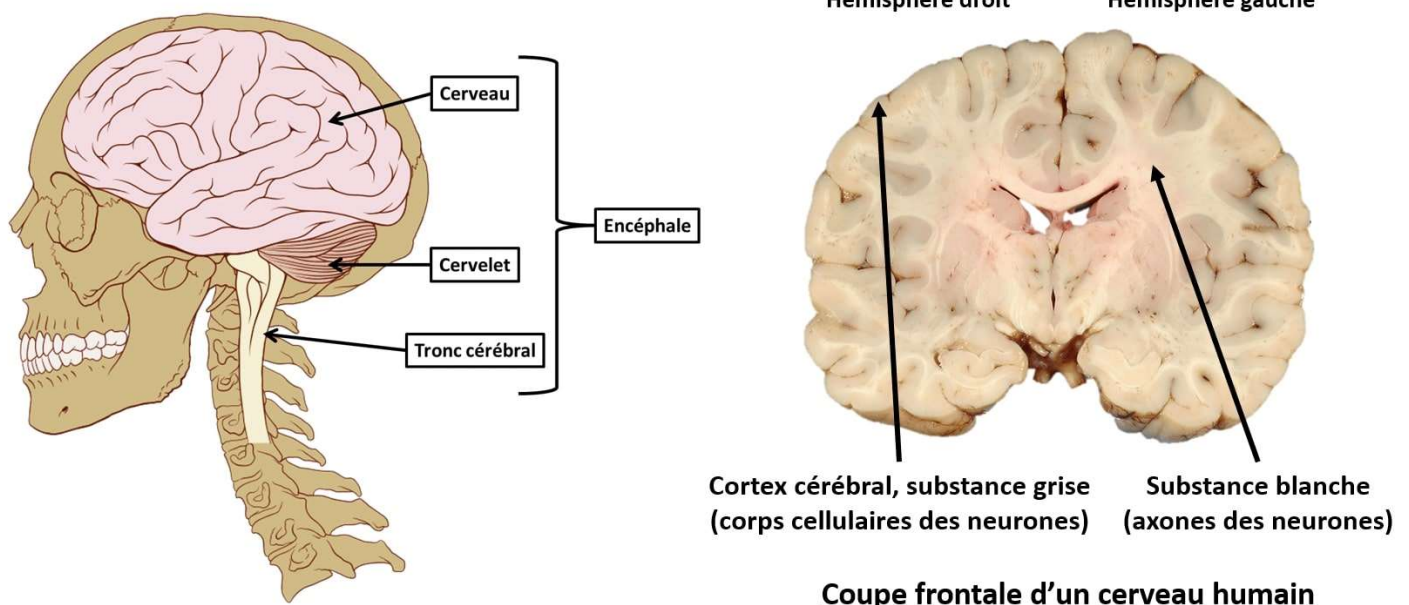 Hémisphère droit
Hémisphère gauche
Cerveau
Encéphale
Cervelet
Tronc cérébral
Cortex cérébral, substance grise
(corps cellulaires des neurones)
Substance blanche
(axones des neurones)
Coupe frontale d'un cerveau humain